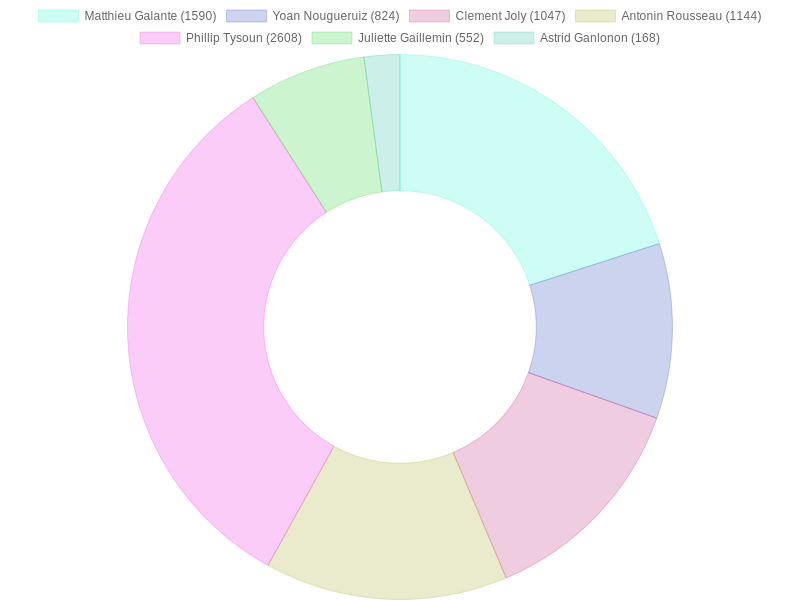 Matthieu Galante (1590) Yoan Nougueruiz (824) Clement Joly (1047) Antonin Rousseau (1144)
Phillip Tysoun (2608) Juliette Gaillemin (552) Astrid Ganlonon (168)